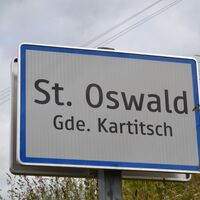 St. Oswald
Gde. Kartitsch